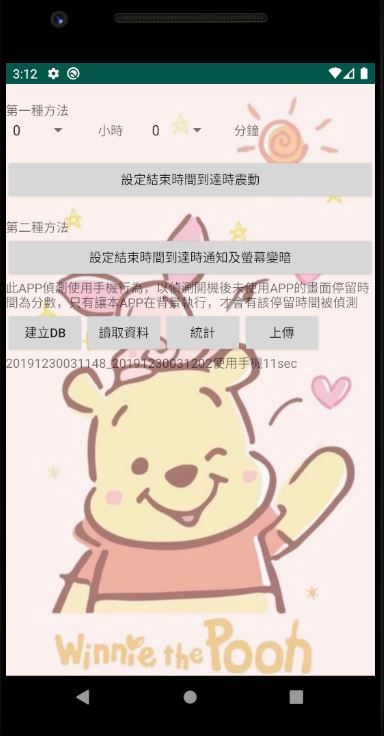 3:12
第一種方法
0 小時 0 分鐘
設定結束時間到達時震動
第二種方法
設定結束時間到達時通知及螢幕變暗
此APP偵測使用手機行為，以偵測開機後未使用APP的畫面停留時
間為分數，只有讓本APP在背景執行，才會有該停留時間被偵測
建立DB 讀取資料 統計 上傳
20191230031148_20191230031202使用手機11sec
Winnie the Pooh